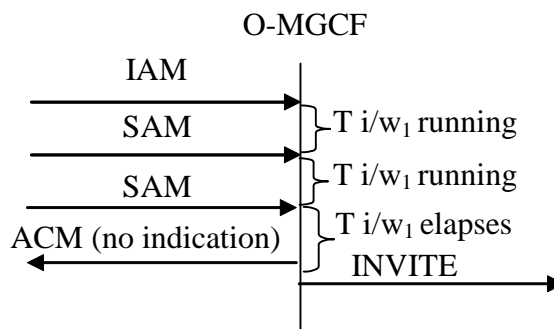 O-MGCF
IAM
T i/w₁ running
SAM
T i/w₁ running
SAM
T i/w₁ elapses
ACM (no indication)
INVITE